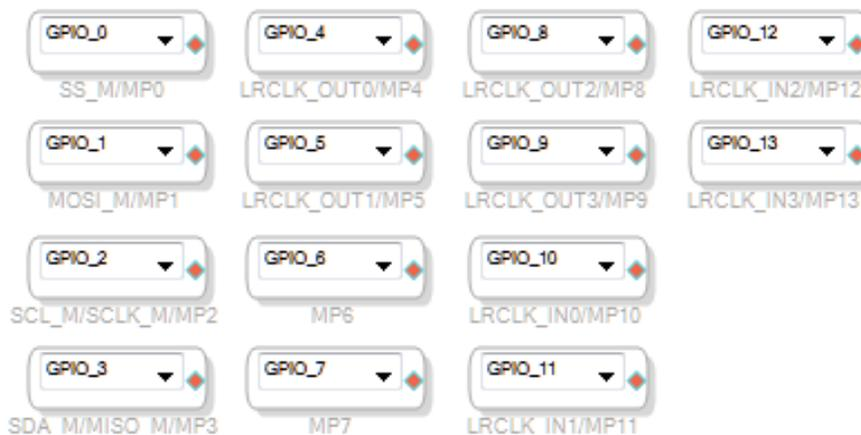 GPIO_0
SS_M/MP0
GPIO_4
LRCLK_OUT0/MP4
GPIO_8
LRCLK_OUT2/MP8
GPIO_12
LRCLK_IN2/MP12
GPIO_1
MOSI_M/MP1
GPIO_5
LRCLK_OUT1/MP5
GPIO_9
LRCLK_OUT3/MP9
GPIO_13
LRCLK_IN3/MP13
GPIO_2
SCL_M/SCLK_M/MP2
GPIO_6
MP6
GPIO_10
LRCLK_IN0/MP10
GPIO_3
SDA_M/MISO_M/MP3
GPIO_7
MP7
GPIO_11
LRCLK_IN1/MP11